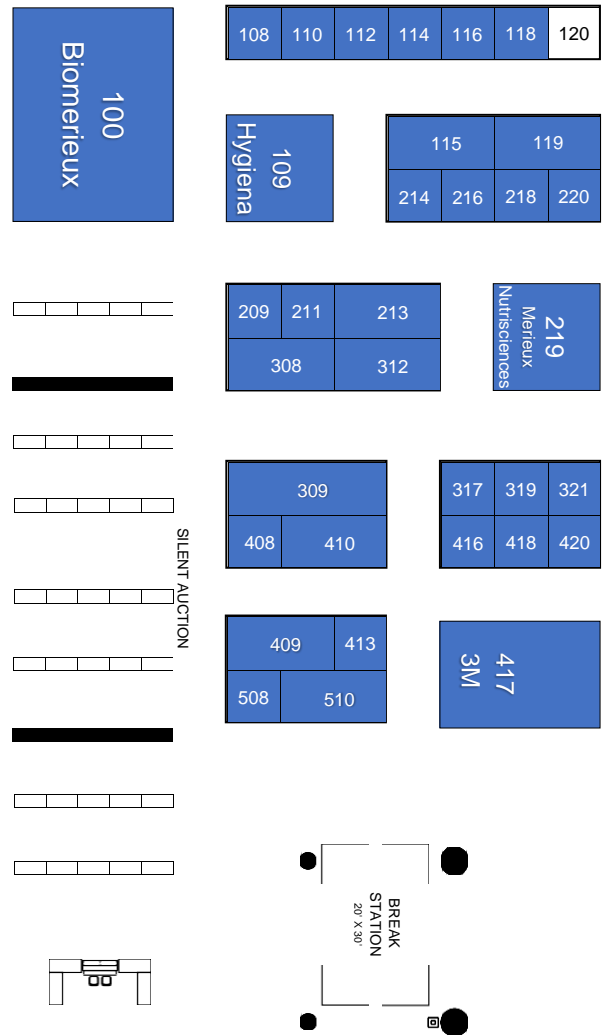 108 110 112 114 116 118 120
100
Biomerieux
109
Hygiena
115 119
214 216 218 220
209 211 213
308 312
219
Merieux
Nutrisciences
309
408 410
317 319 321
416 418 420
SILENT AUCTION
409 413
508 510
417
3M
BREAK
STATION
20' X 30'